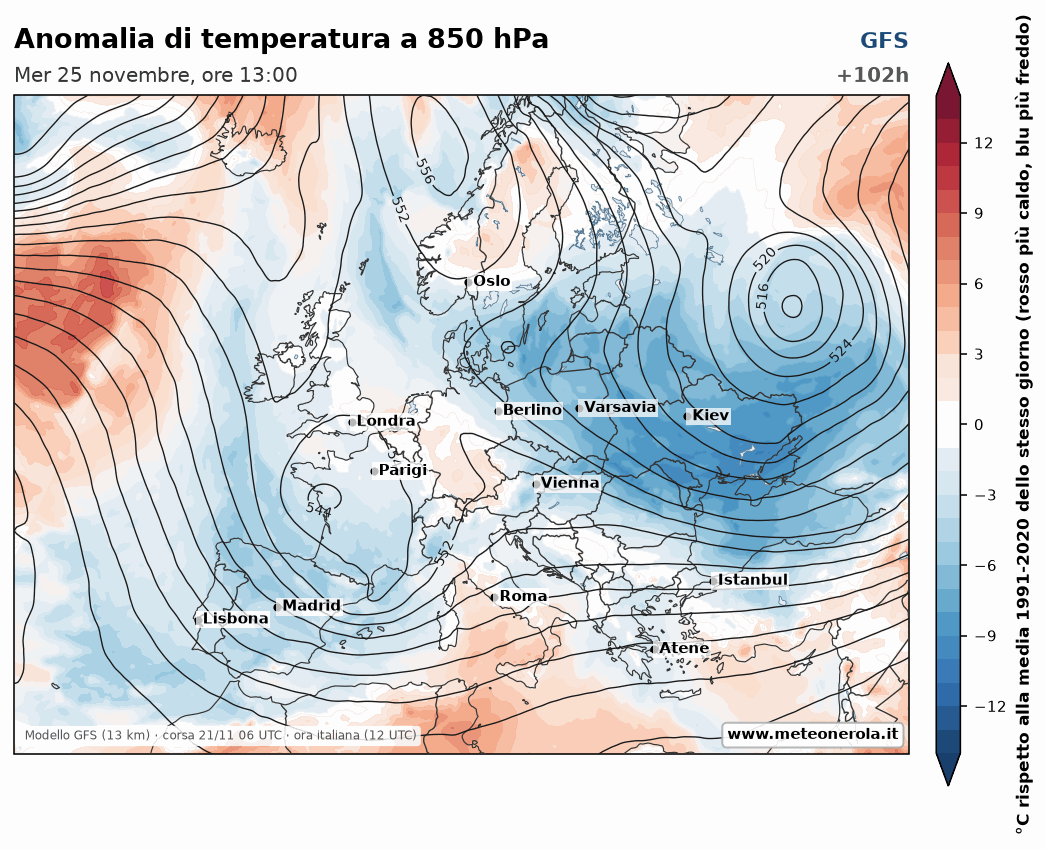 Anomalia di temperatura a 850 hPa
GFS
Mer 25 novembre, ore 13:00
+102h
556
552
520
516
524
544
Oslo
Londra
Berlino
Varsavia
Kiev
Parigi
Vienna
Madrid
Lisbona
Roma
Istanbul
Atene
Modello GFS (13 km) · corsa 21/11 06 UTC · ora italiana (12 UTC)
www.meteonerola.it
12
9
6
3
0
−3
−6
−9
−12
°C rispetto alla media 1991-2020 dello stesso giorno (rosso più caldo, blu più freddo)